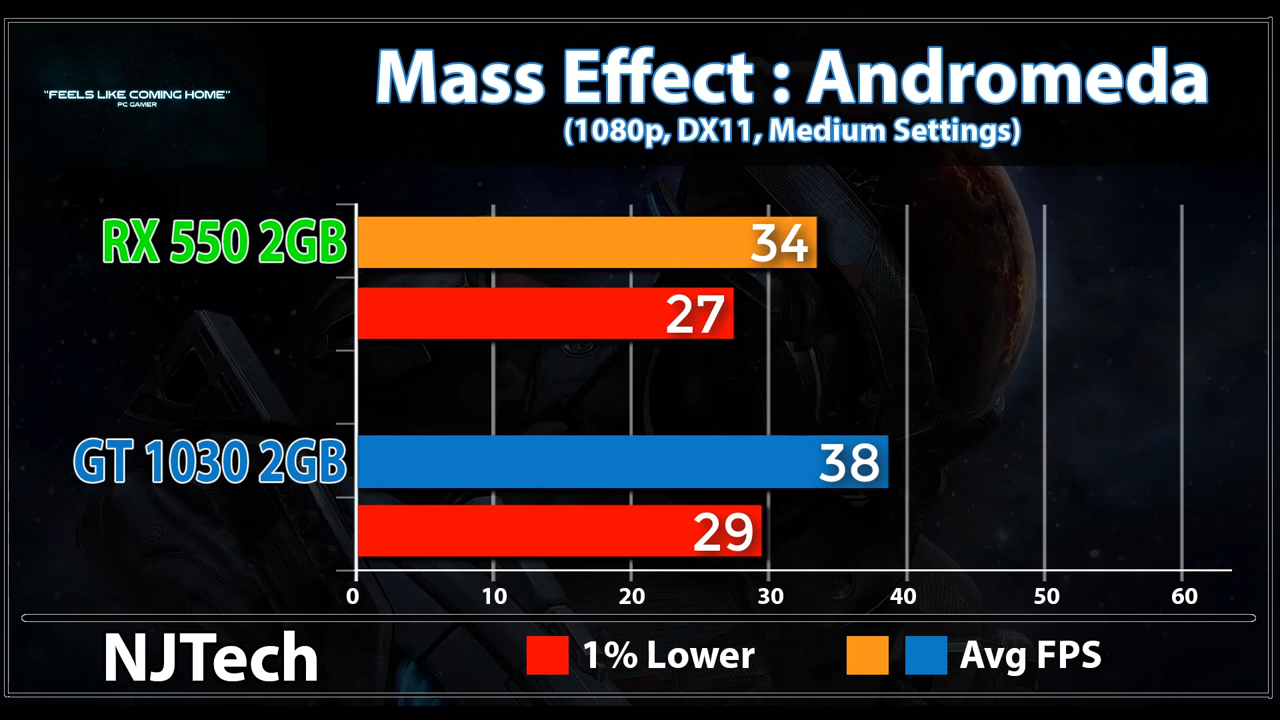 "FEELS LIKE COMING HOME"
PC GAMER
Mass Effect : Andromeda
(1080p, DX11, Medium Settings)
RX 550 2GB
34
27
GT 1030 2GB
38
29
0 10 20 30 40 50 60
NJTech
1% Lower
Avg FPS